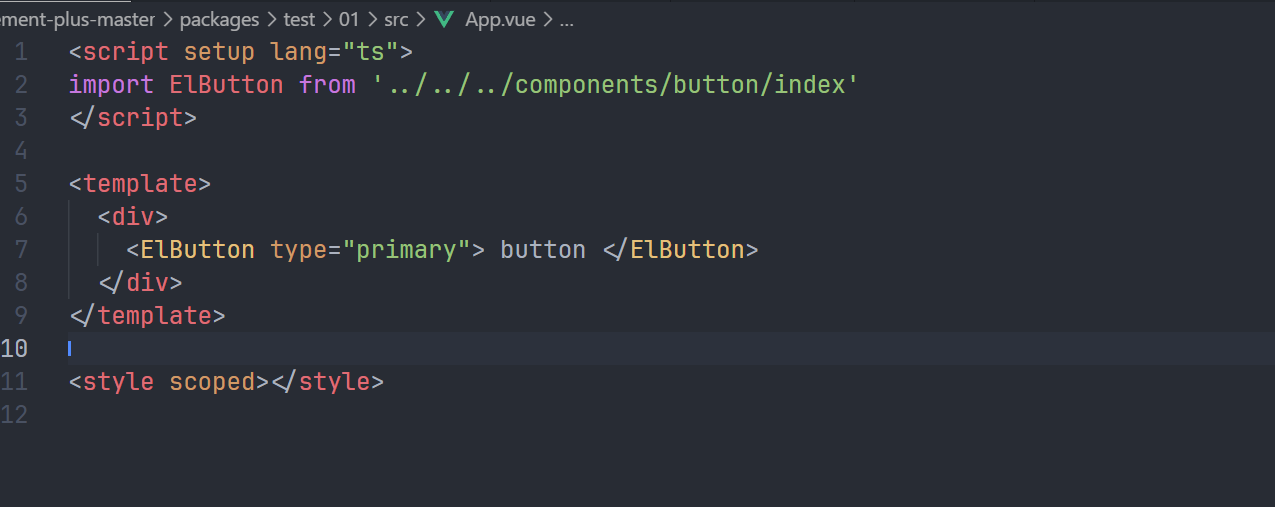 ement-plus-master > packages > test > 01 > src > App.vue > ...
1 <script setup lang="ts">
2 import ElButton from '../../../components/button/index'
3 </script>
4
5 <template>
6 <div>
7 <ElButton type="primary"> button </ElButton>
8 </div>
9 </template>
10
11 <style scoped></style>
12